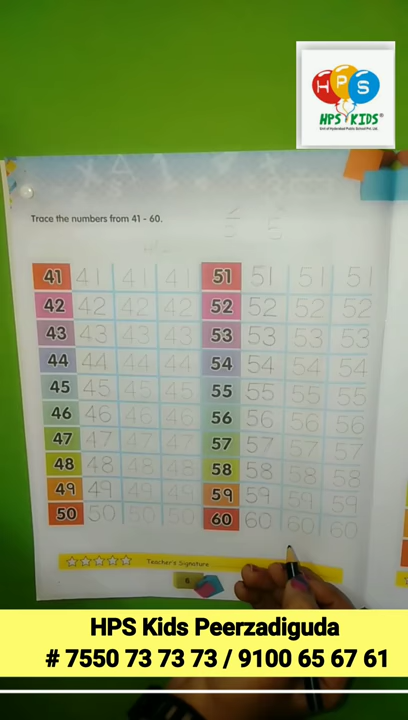 HPS
HPS KIDS®
Trace the numbers from 41 - 60.
41 41 41 41 51 51 51 51
42 42 42 42 52 52 52 52
43 43 43 43 53 53 53 53
44 44 44 44 54 54 54 54
45 45 45 45 55 55 55 55
46 46 46 46 56 56 56 56
47 47 47 47 57 57 57 57
48 48 48 48 58 58 58 58
49 49 49 49 59 59 59 59
50 50 50 50 60 60 60 60
Teacher's Signature
8
HPS Kids Peerzadiguda
# 7550 73 73 73 / 9100 65 67 61